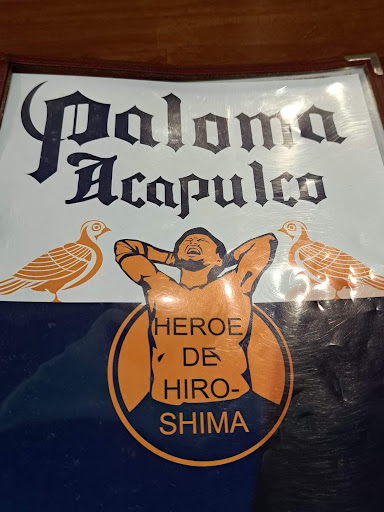 Paloma
Acapulco
HEROE
DE
HIRO-
SHIMA